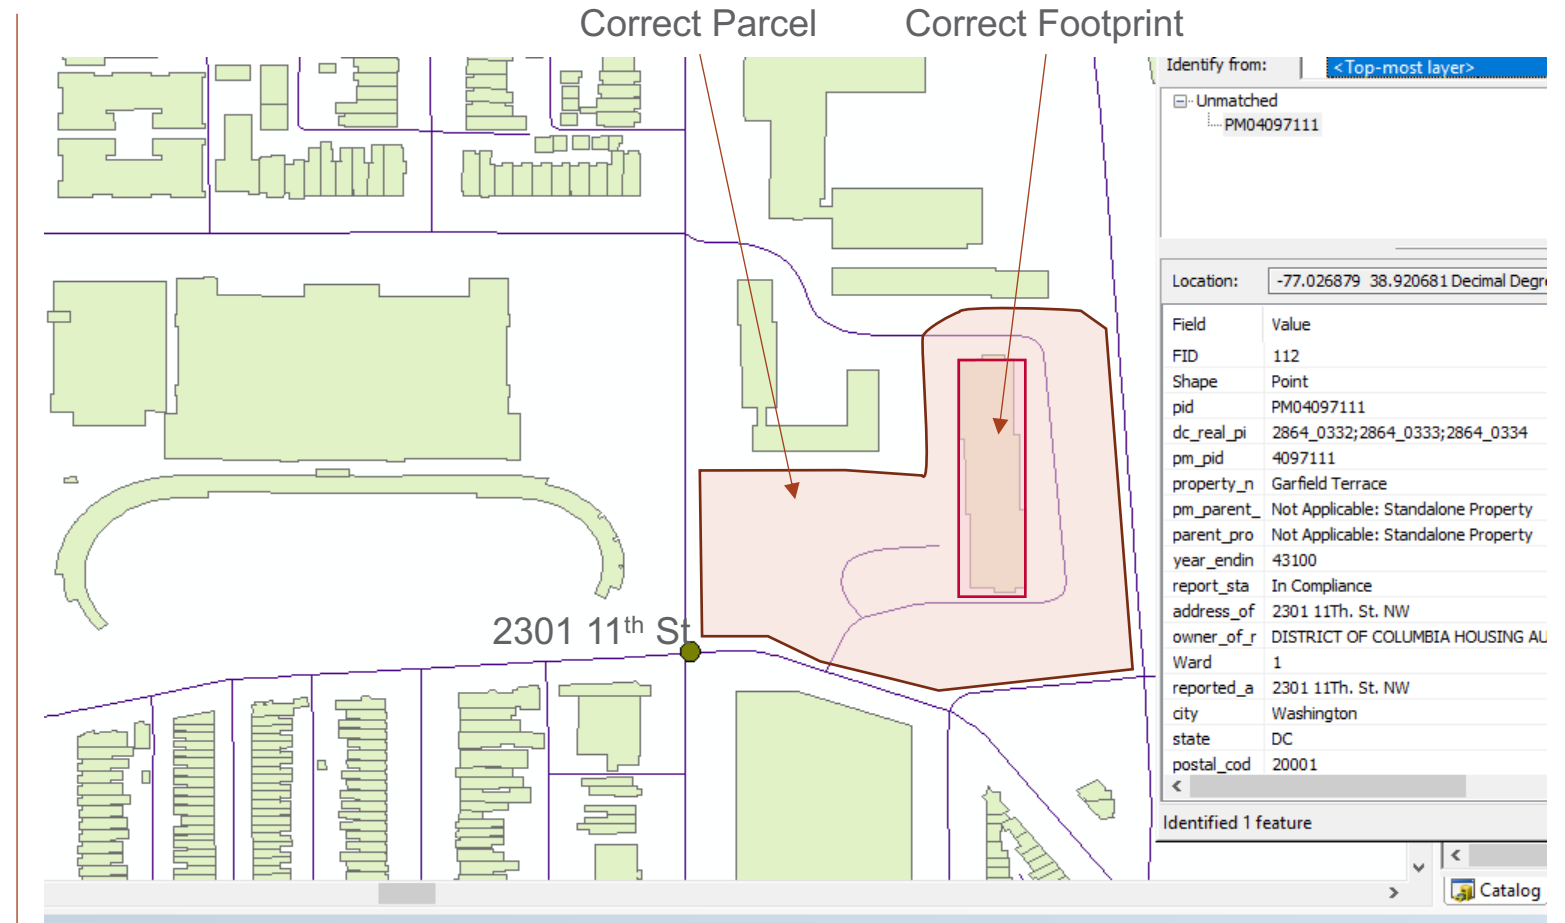 Correct Parcel
Correct Footprint
2301 11th St
Identify from:
<Top-most layer>
Unmatched
PM04097111
Location:
-77.026879 38.920681 Decimal Degre
Field Value
FID 112
Shape Point
pid PM04097111
dc_real_pi 2864_0332;2864_0333;2864_0334
pm_pid 4097111
property_n Garfield Terrace
pm_parent_ Not Applicable: Standalone Property
parent_pro Not Applicable: Standalone Property
year_endin 43100
report_sta In Compliance
address_of 2301 11Th. St. NW
owner_of_r DISTRICT OF COLUMBIA HOUSING AU
Ward 1
reported_a 2301 11Th. St. NW
city Washington
state DC
postal_cod 20001
Identified 1 feature
Catalog